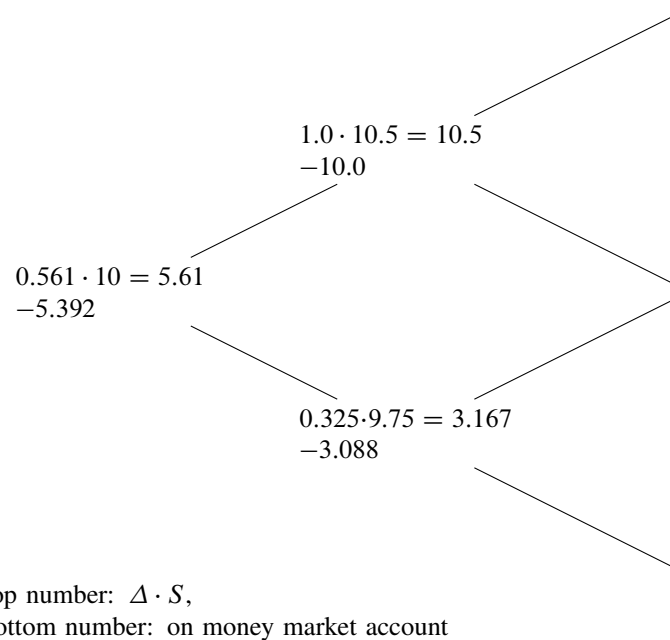 1.0 · 10.5 = 10.5
−10.0
0.561 · 10 = 5.61
−5.392
0.325·9.75 = 3.167
−3.088
op number: Δ · S,
ottom number: on money market account